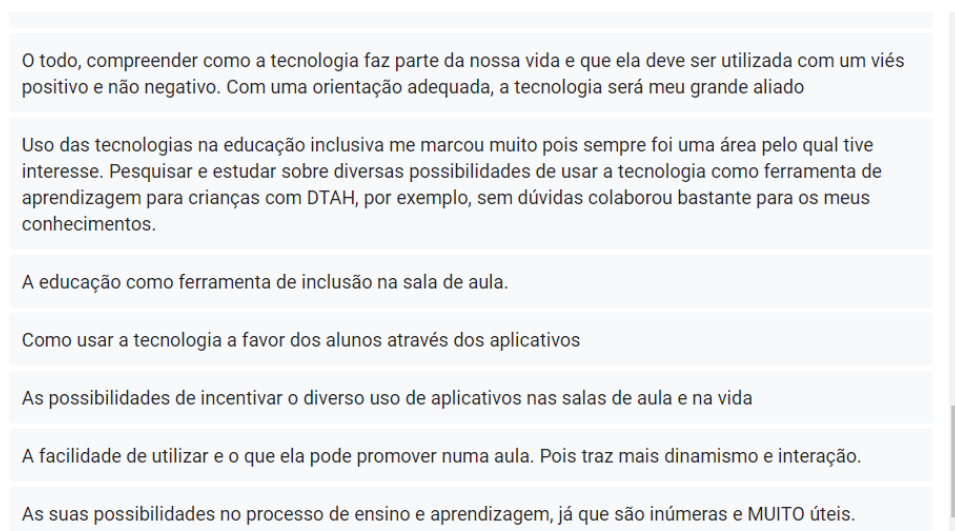 O todo, compreender como a tecnologia faz parte da nossa vida e que ela deve ser utilizada com um viés
positivo e não negativo. Com uma orientação adequada, a tecnologia será meu grande aliado
Uso das tecnologias na educação inclusiva me marcou muito pois sempre foi uma área pelo qual tive
interesse. Pesquisar e estudar sobre diversas possibilidades de usar a tecnologia como ferramenta de
aprendizagem para crianças com DTAH, por exemplo, sem dúvidas colaborou bastante para os meus
conhecimentos.
A educação como ferramenta de inclusão na sala de aula.
Como usar a tecnologia a favor dos alunos através dos aplicativos
As possibilidades de incentivar o diverso uso de aplicativos nas salas de aula e na vida
A facilidade de utilizar e o que ela pode promover numa aula. Pois traz mais dinamismo e interação.
As suas possibilidades no processo de ensino e aprendizagem, já que são inúmeras e MUITO úteis.